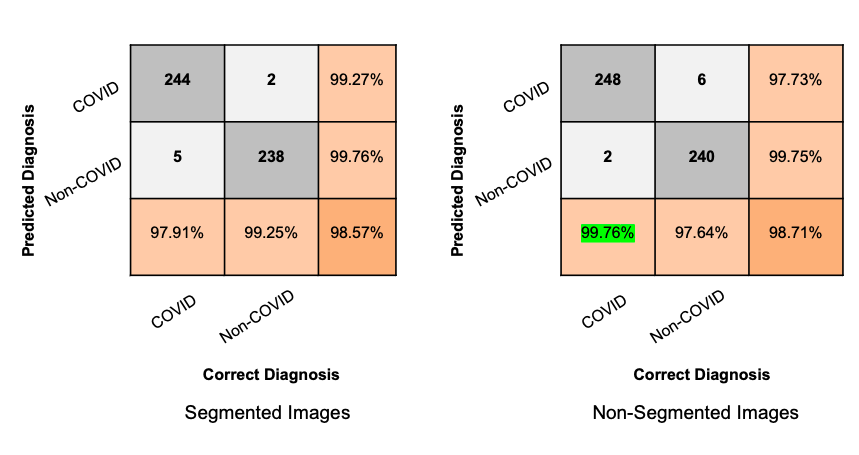 Predicted Diagnosis
COVID
244
2
99.27%
Non-COVID
5
238
99.76%
97.91%
99.25%
98.57%
COVID
Non-COVID
Correct Diagnosis
Segmented Images
Predicted Diagnosis
COVID
248
6
97.73%
Non-COVID
2
240
99.75%
99.76%
97.64%
98.71%
COVID
Non-COVID
Correct Diagnosis
Non-Segmented Images